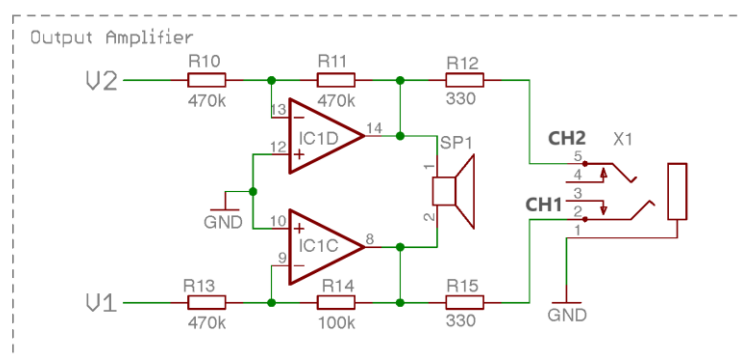 Output Amplifier
R10
R11
R12
V2
470k
470k
330
13
−
IC1D
14
12
+
SP1
1
2
CH2
X1
5
4
3
CH1
2
1
GND
10
+
IC1C
8
9
−
R13
R14
R15
V1
470k
100k
330
GND